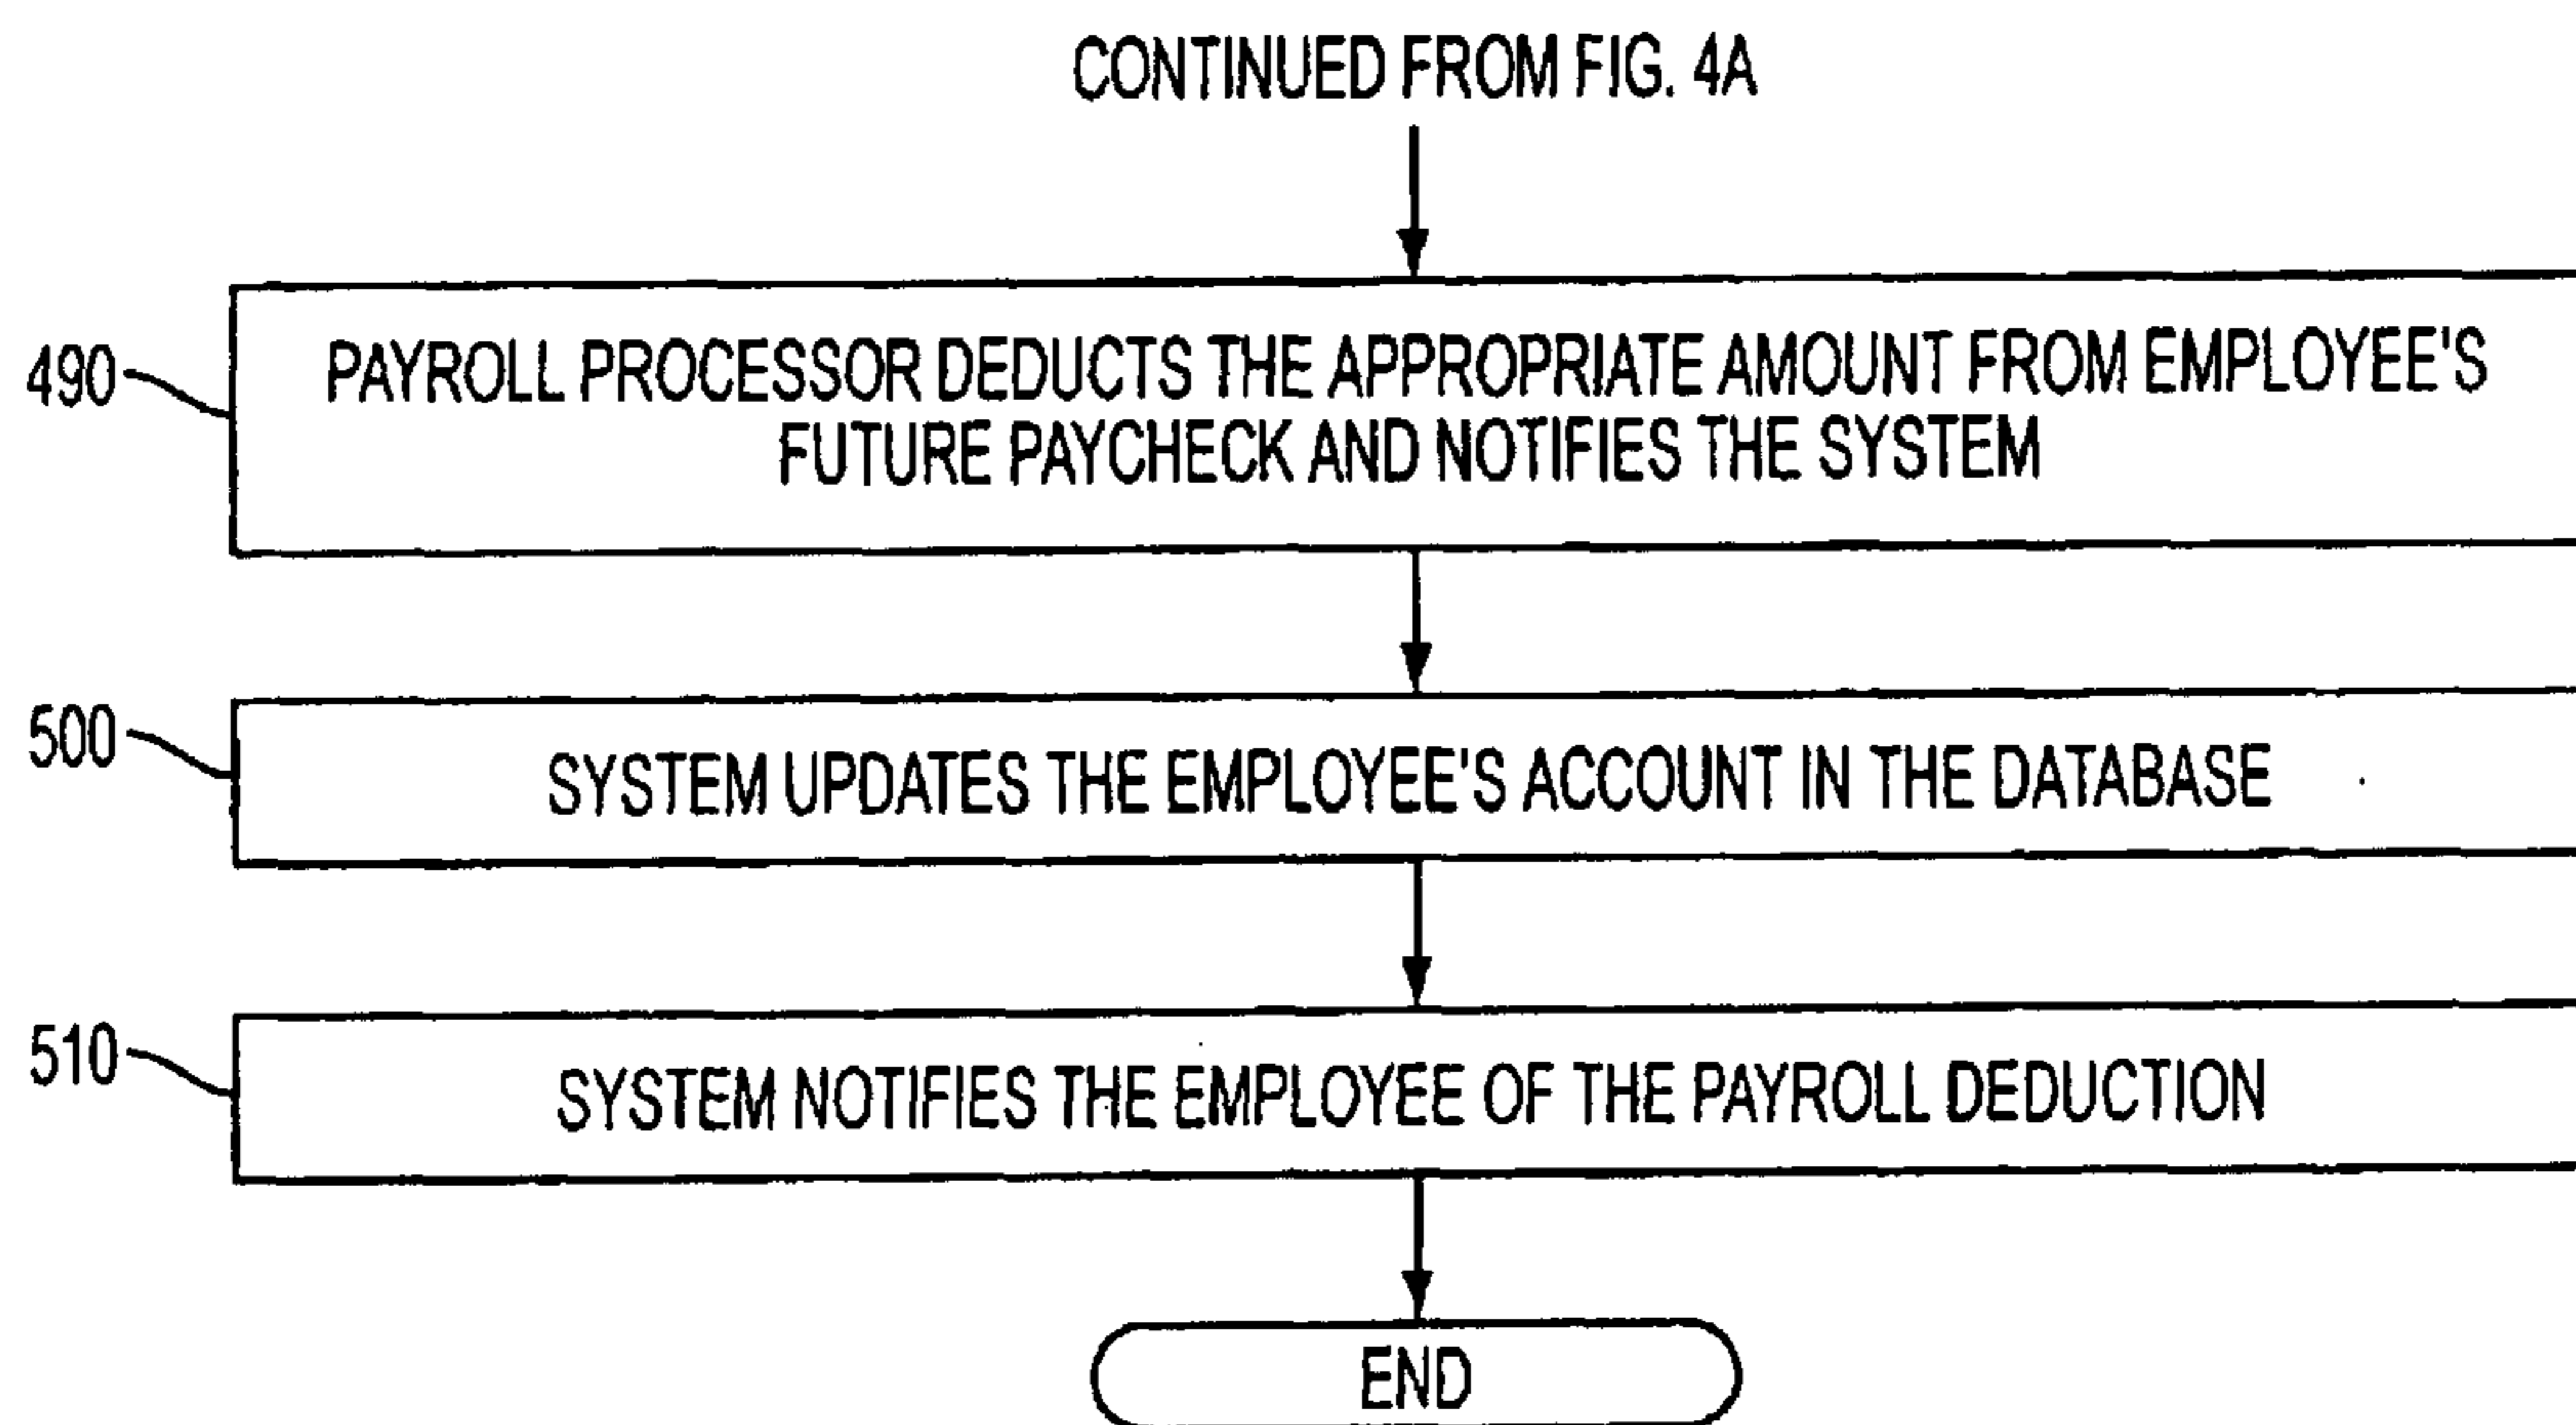 CONTINUED FROM FIG. 4A
490
PAYROLL PROCESSOR DEDUCTS THE APPROPRIATE AMOUNT FROM EMPLOYEE'S
FUTURE PAYCHECK AND NOTIFIES THE SYSTEM
500
SYSTEM UPDATES THE EMPLOYEE'S ACCOUNT IN THE DATABASE
510
SYSTEM NOTIFIES THE EMPLOYEE OF THE PAYROLL DEDUCTION
END